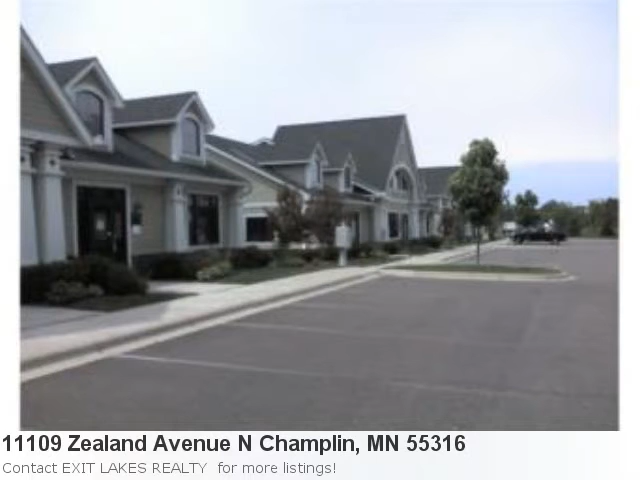 11109 Zealand Avenue N Champlin, MN 55316
Contact EXIT LAKES REALTY for more listings!